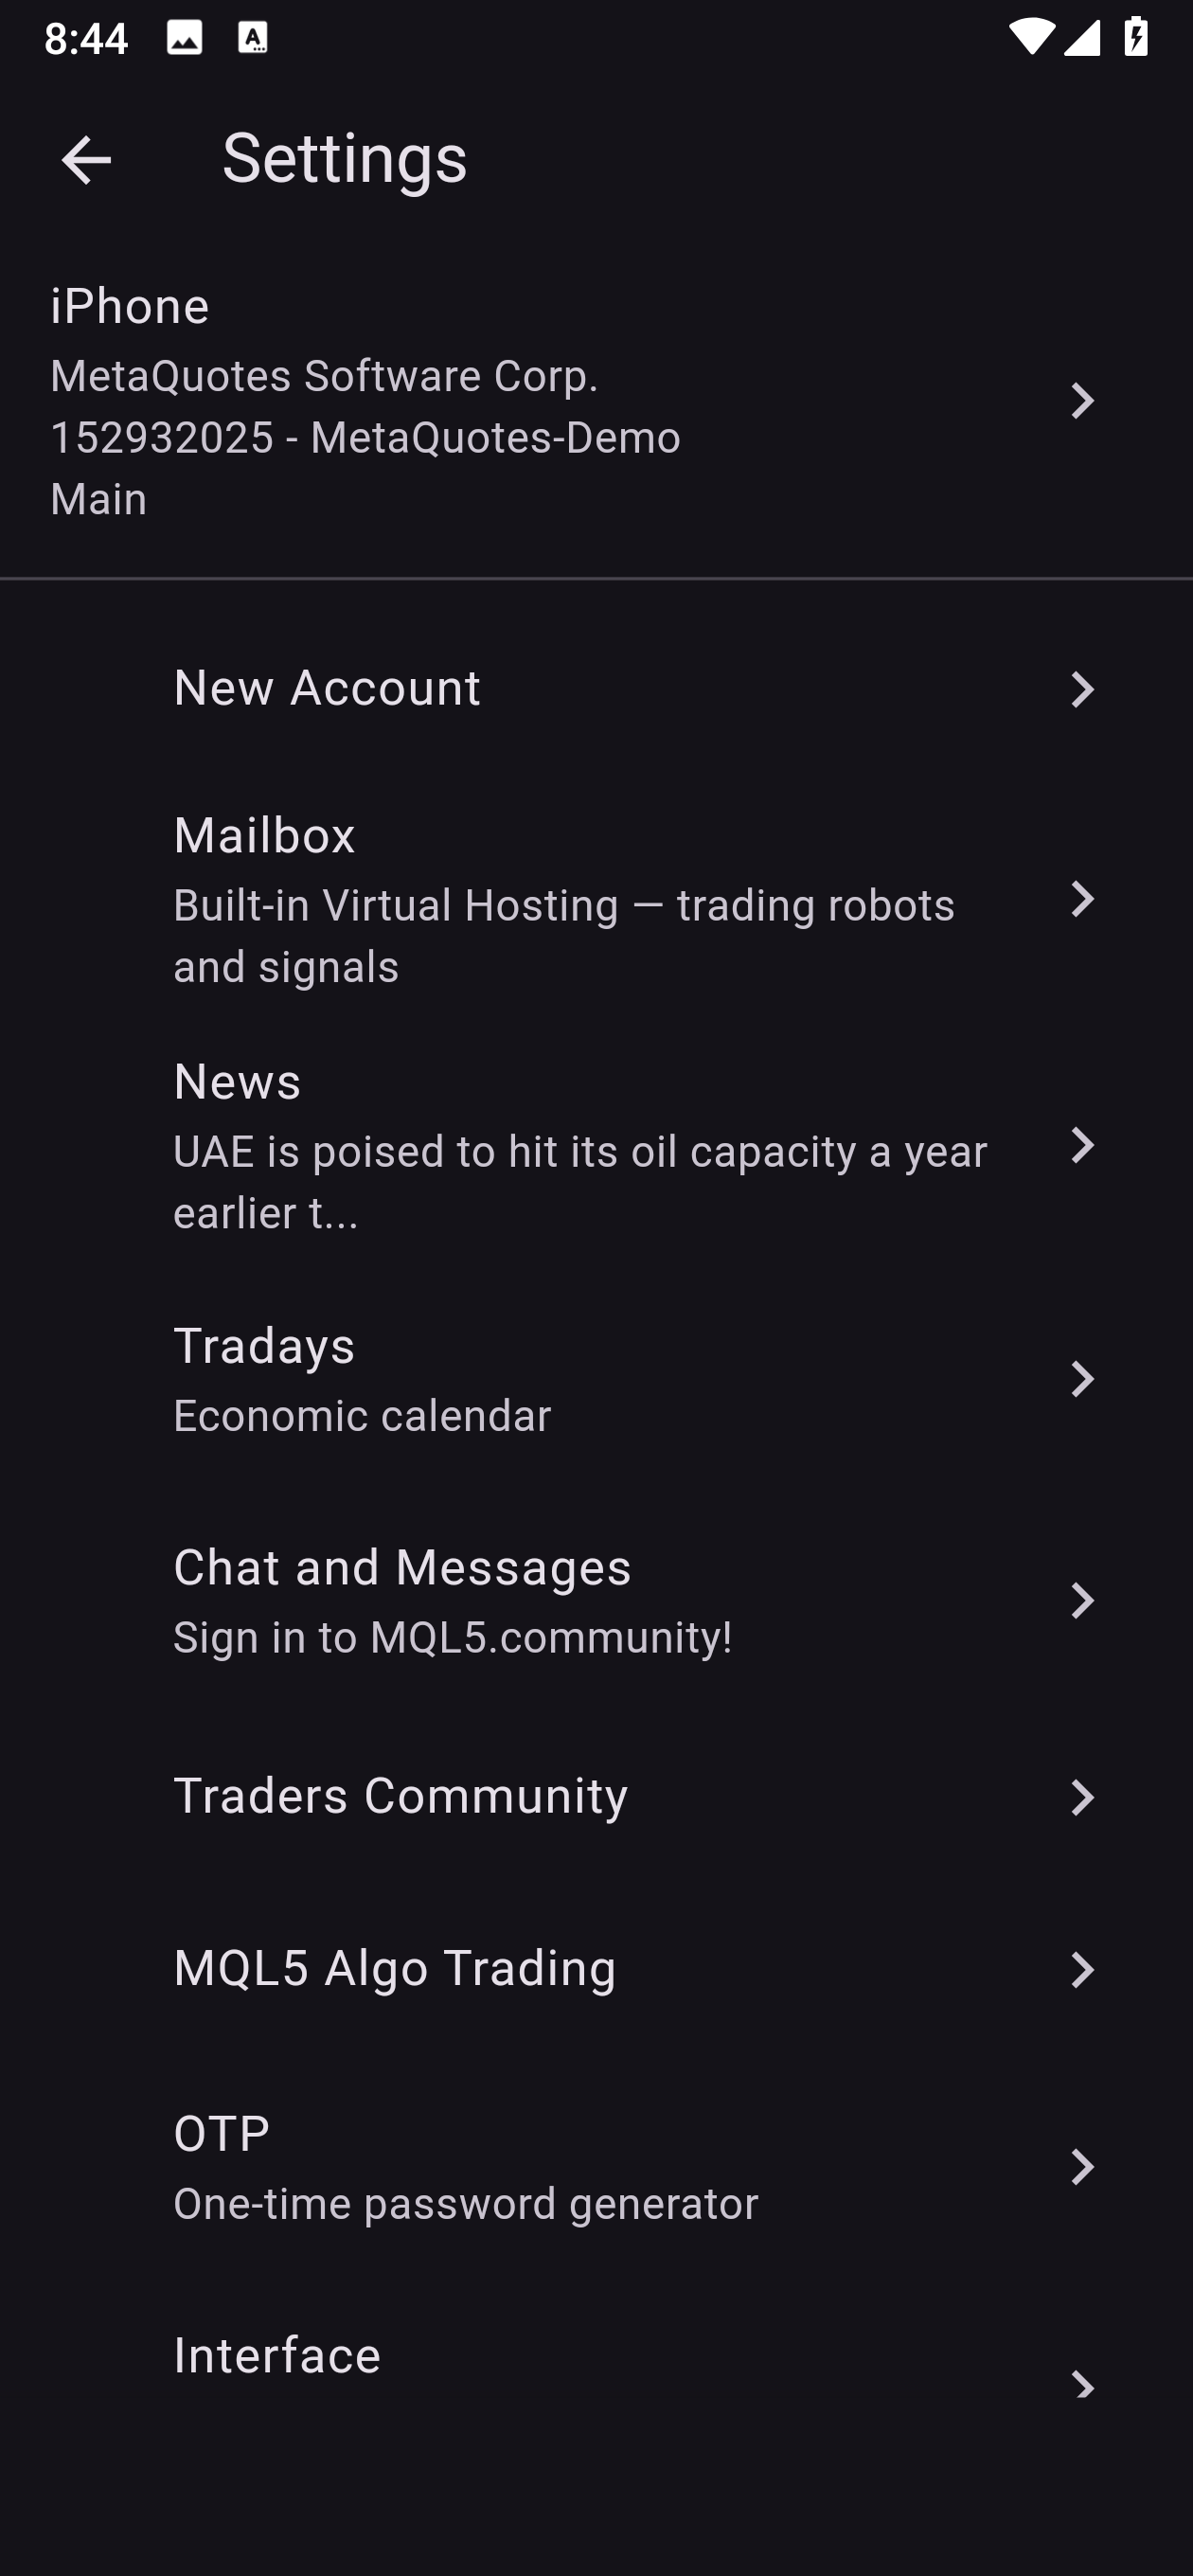 8:44
Settings
iPhone
MetaQuotes Software Corp.
152932025 - MetaQuotes-Demo
Main
New Account
Mailbox
Built-in Virtual Hosting — trading robots
and signals
News
UAE is poised to hit its oil capacity a year
earlier t...
Tradays
Economic calendar
Chat and Messages
Sign in to MQL5.community!
Traders Community
MQL5 Algo Trading
OTP
One-time password generator
Interface